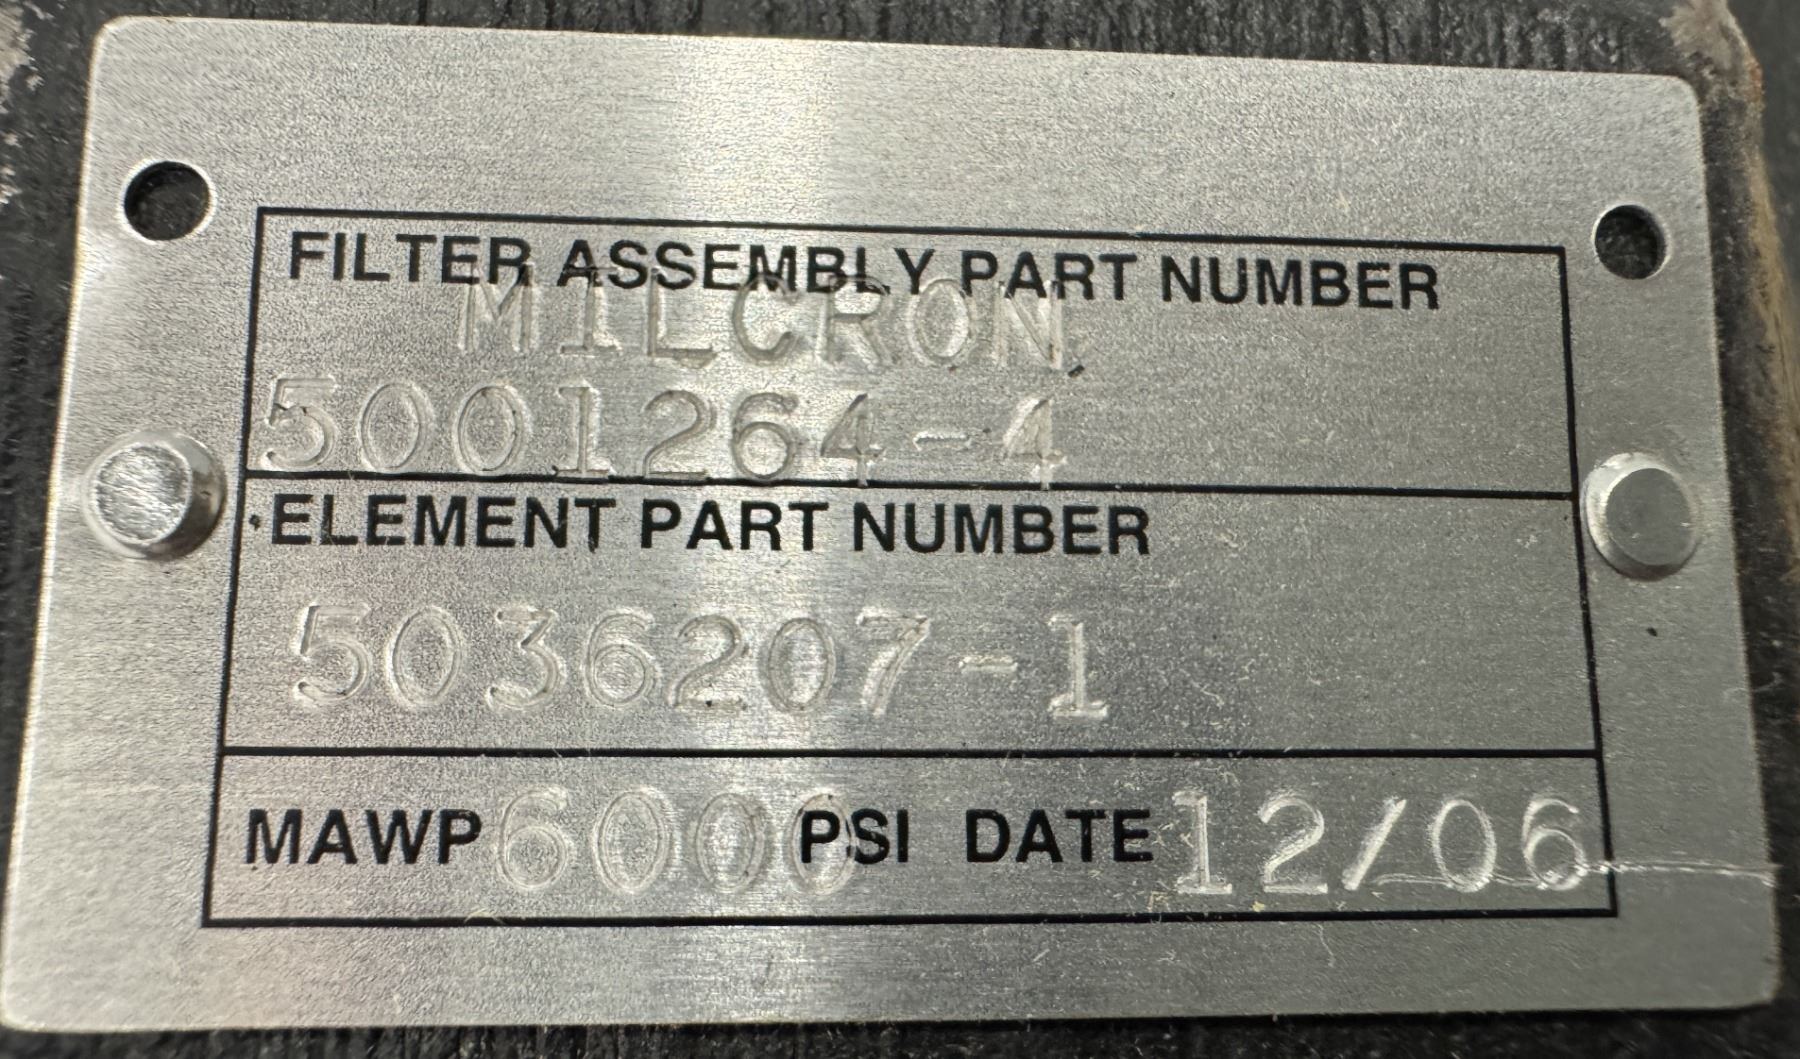 FILTER ASSEMBLY PART NUMBER
MILCRON
5001264-4
ELEMENT PART NUMBER
5036207-1
MAWP 6000 PSI DATE 12/06